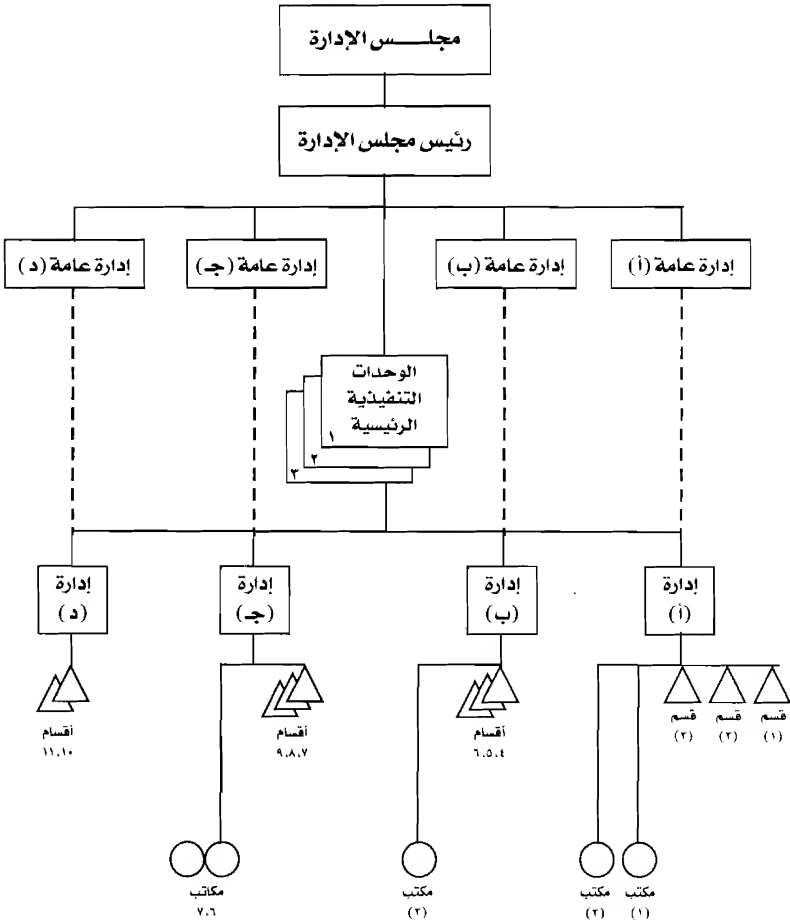 مجلــــس الإدارة
رئيس مجلس الإدارة
إدارة عامة (أ)
إدارة عامة (ب)
إدارة عامة (جـ)
إدارة عامة (د)
الوحدات
التنفيذية
الرئيسية
١
٢
٣
إدارة
(أ)
إدارة
(ب)
إدارة
(جـ)
إدارة
(د)
قسم
(١)
قسم
(٢)
قسم
(٣)
أقسام
٦،٥،٤
أقسام
٩،٨،٧
أقسام
١١،١٠
مكتب
(١)
مكتب
(٢)
مكتب
(٣)
مكاتب
٧،٦